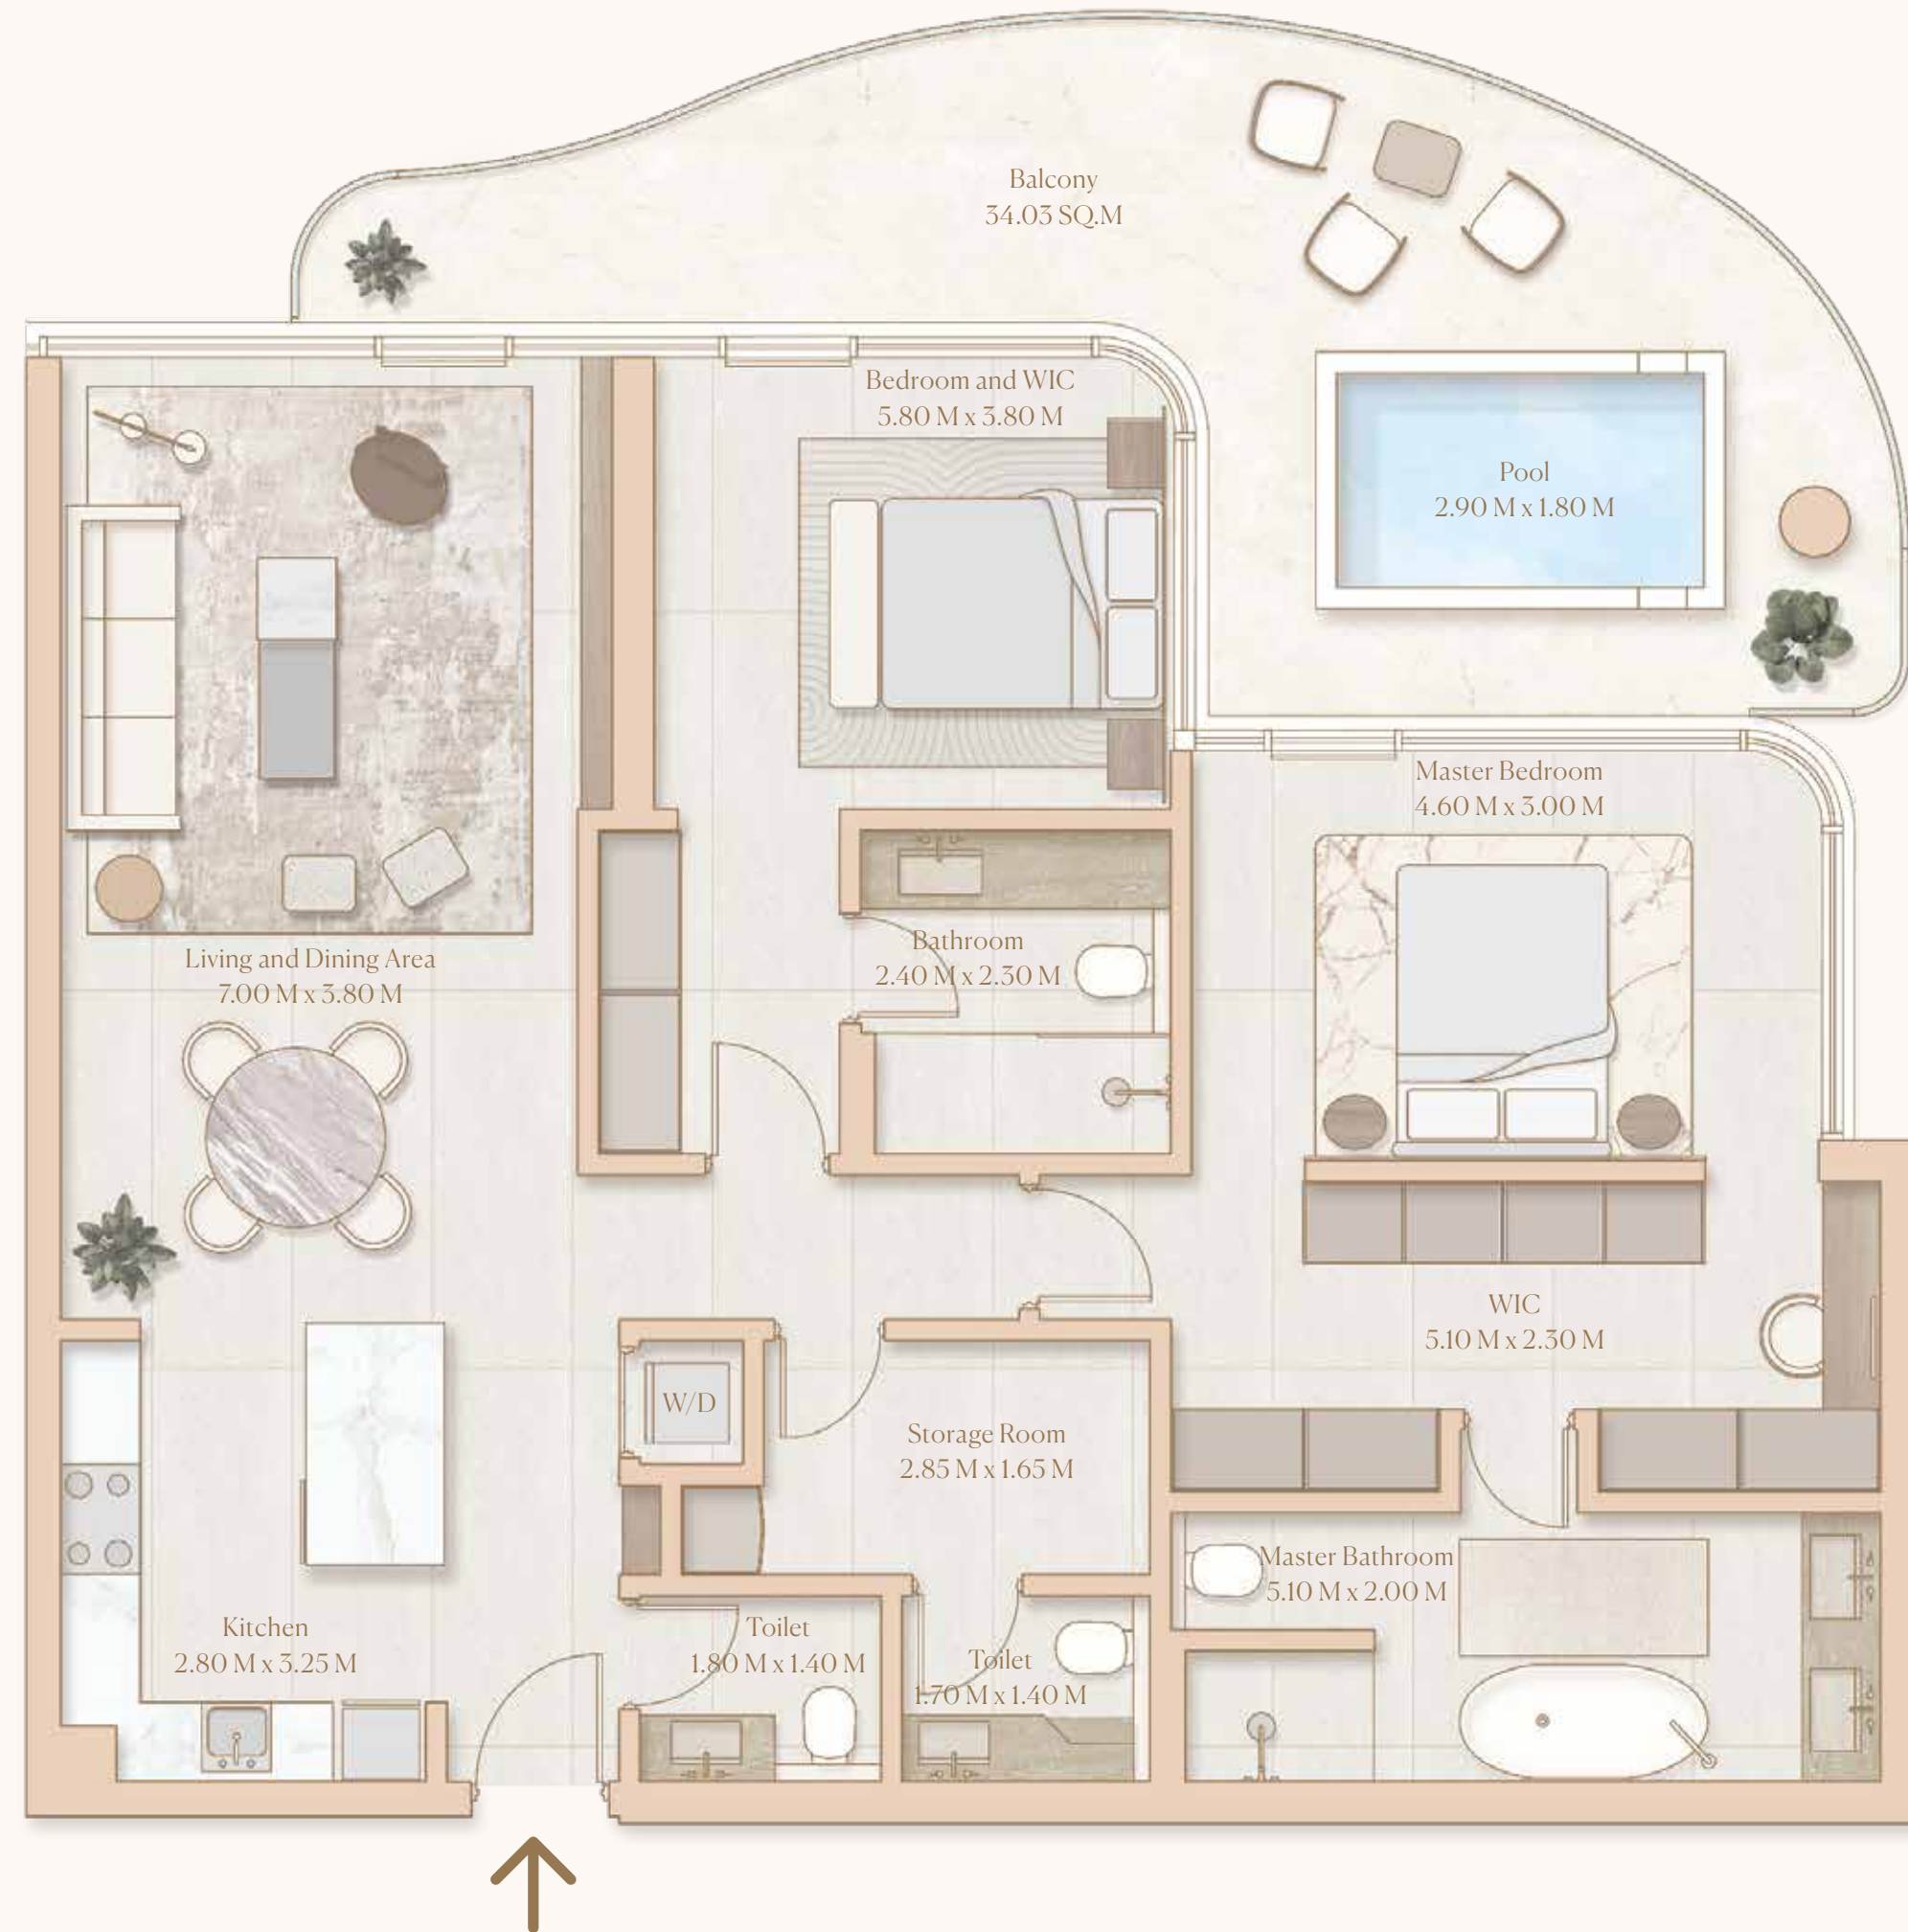 Balcony
34.03 SQ.M
Bedroom and WIC
5.80 M x 3.80 M
Pool
2.90 M x 1.80 M
Master Bedroom
4.60 M x 3.00 M
Living and Dining Area
7.00 M x 3.80 M
Bathroom
2.40 M x 2.30 M
WIC
5.10 M x 2.30 M
W/D
Storage Room
2.85 M x 1.65 M
Master Bathroom
5.10 M x 2.00 M
Kitchen
2.80 M x 3.25 M
Toilet
1.80 M x 1.40 M
Toilet
1.70 M x 1.40 M